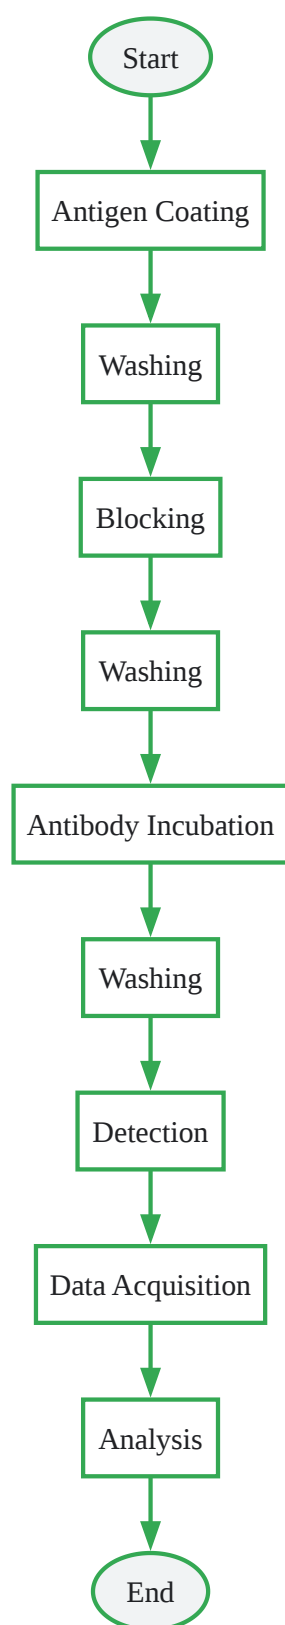 Start
Antigen Coating
Washing
Blocking
Washing
Antibody Incubation
Washing
Detection
Data Acquisition
Analysis
End